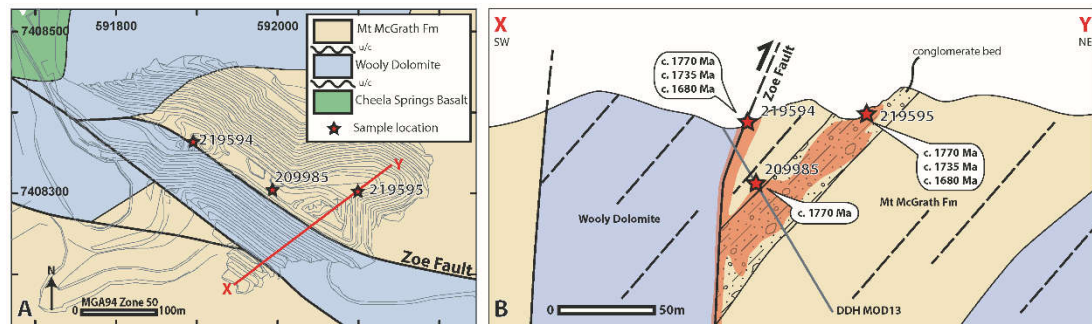 591800
592000
7408500
Mt McGrath Fm
u/c
Wooly Dolomite
u/c
Cheela Springs Basalt
Sample location
219594
209985
7408300
219595
Y
X
Zoe Fault
N
A
MGA94 Zone 50
0 100m
X
SW
Y
NE
c. 1770 Ma
c. 1735 Ma
c. 1680 Ma
Zoe Fault
conglomerate bed
219594
219595
209985
c. 1770 Ma
c. 1735 Ma
c. 1680 Ma
c. 1770 Ma
Wooly Dolomite
Mt McGrath Fm
B
0 50m
DDH MOD13